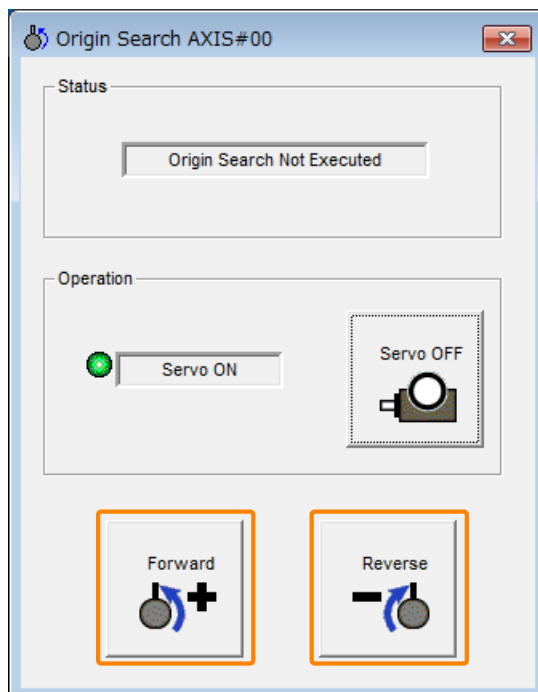 Origin Search AXIS#00
Status
Origin Search Not Executed
Operation
Servo ON
Servo OFF
Forward
Reverse